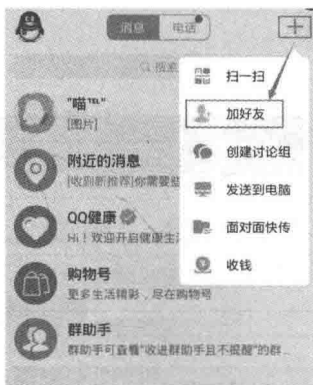 消息 电话
搜索
扫一扫
"喵™"
[图片]
加好友
附近的消息
创建讨论组
[收到新推荐]你需要些
发送到电脑
QQ健康
Hi！欢迎开启健康生
面对面快传
购物号
更多生活精彩，尽在购物号
收钱
群助手
群助手可查看"收进群助手且不提醒"的群...